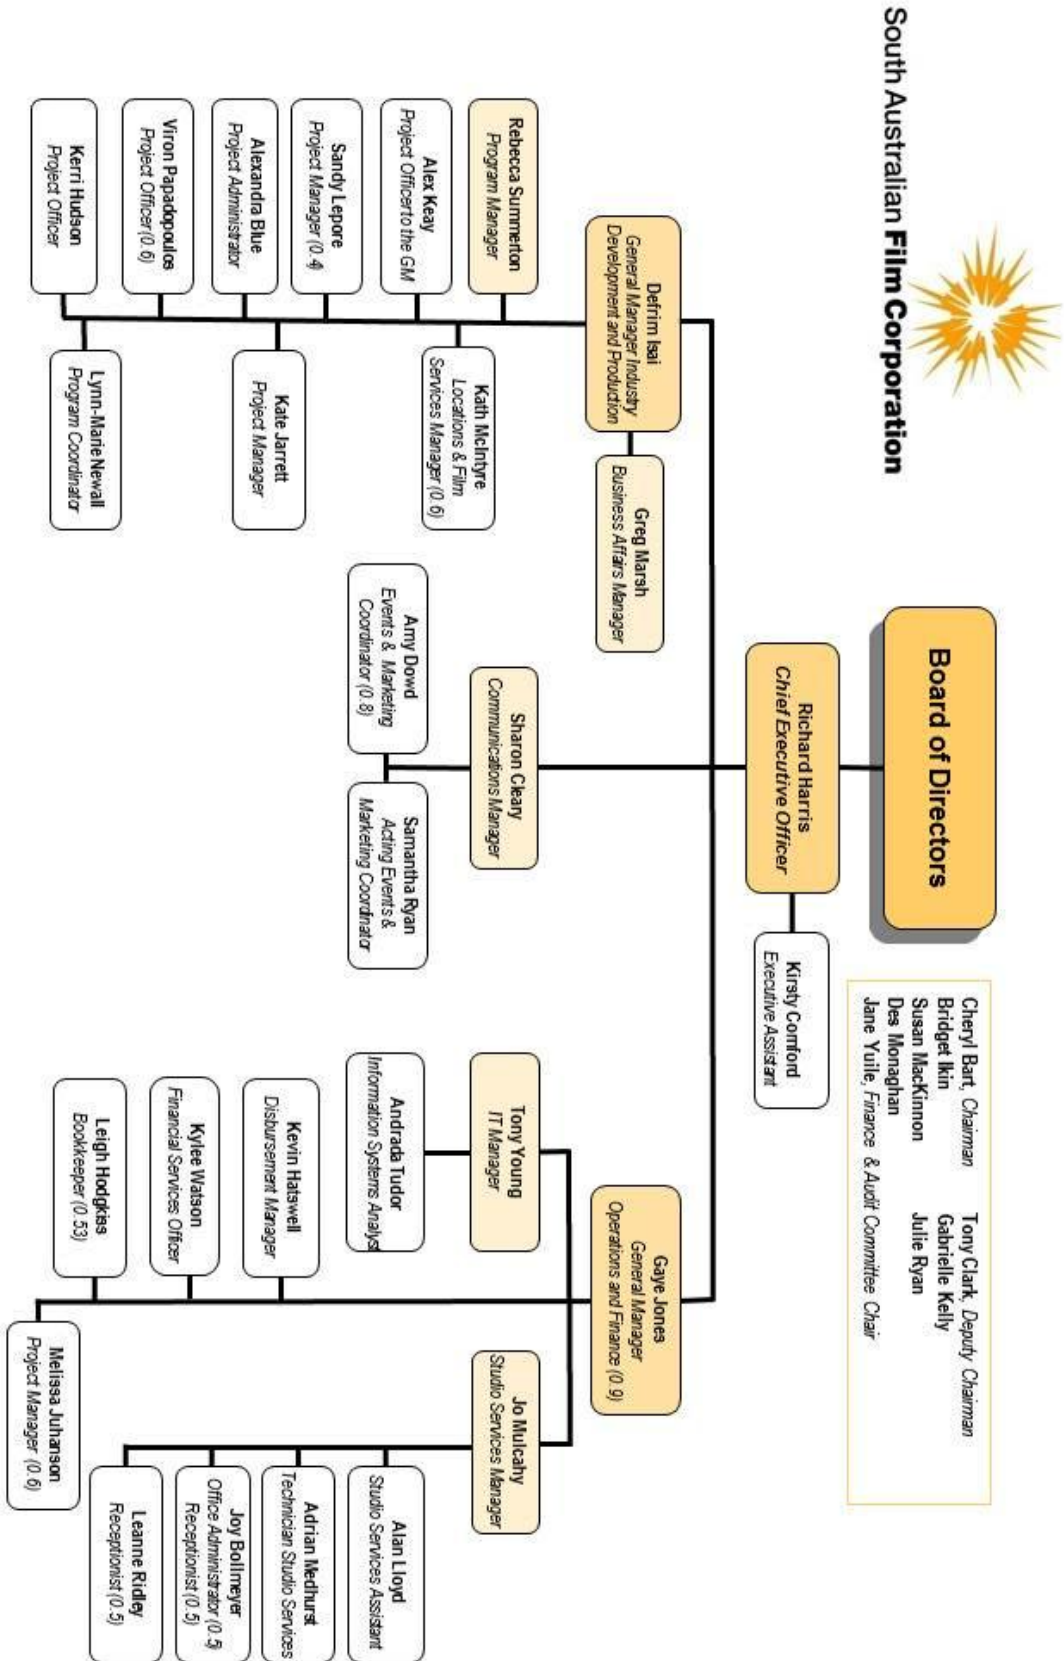 South Australian Film Corporation
Board of Directors
Cheryl Bart, Chairman
Tony Clark, Deputy Chairman
Bridget Ikin
Gabrielle Kelly
Susan MacKinnon
Julie Ryan
Des Monaghan
Jane Yuile, Finance & Audit Committee Chair
Richard Harris
Chief Executive Officer
Kirsty Comford
Executive Assistant
Defrim Isai
General Manager Industry
Development and Production
Greg Marsh
Business Affairs Manager
Rebecca Summerton
Program Manager
Alex Keay
Project Officer to the GM
Kath McIntyre
Locations & Film
Services Manager (0.6)
Sandy Lepore
Project Manager (0.4)
Alexandra Blue
Project Administrator
Kate Jarrett
Project Manager
Viron Papadopoulos
Project Officer (0.6)
Kerri Hudson
Project Officer
Lynn-Marie Newall
Program Coordinator
Sharon Cleary
Communications Manager
Amy Dowd
Events & Marketing
Coordinator (0.8)
Samantha Ryan
Acting Events &
Marketing Coordinator
Gaye Jones
General Manager
Operations and Finance (0.9)
Tony Young
IT Manager
Andrada Tudor
Information Systems Analyst
Kevin Hatswell
Disbursement Manager
Kylee Watson
Financial Services Officer
Leigh Hodgkiss
Bookkeeper (0.53)
Melissa Juhanson
Project Manager (0.6)
Jo Mulcahy
Studio Services Manager
Alan Lloyd
Studio Services Assistant
Adrian Medhurst
Technician Studio Services
Joy Bollmeyer
Office Administrator (0.5)
Receptionist (0.5)
Leanne Ridley
Receptionist (0.5)